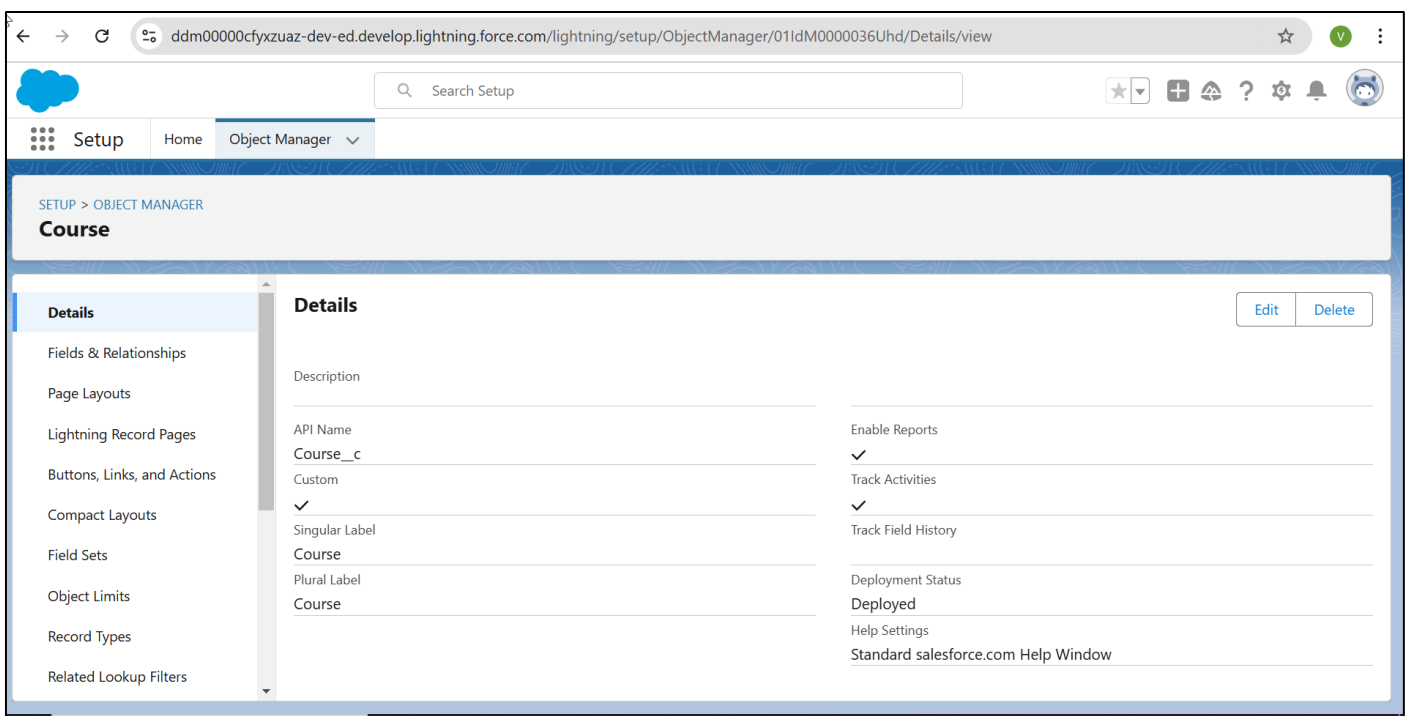 ddm00000cfyxzuaz-dev-ed.develop.lightning.force.com/lightning/setup/ObjectManager/01IdM0000036Uhd/Details/view
V
Search Setup
Setup
Home
Object Manager
SETUP > OBJECT MANAGER
Course
Details
Fields & Relationships
Page Layouts
Lightning Record Pages
Buttons, Links, and Actions
Compact Layouts
Field Sets
Object Limits
Record Types
Related Lookup Filters
Details
Edit
Delete
Description
API Name
Course__c
Custom
Singular Label
Course
Plural Label
Course
Enable Reports
Track Activities
Track Field History
Deployment Status
Deployed
Help Settings
Standard salesforce.com Help Window